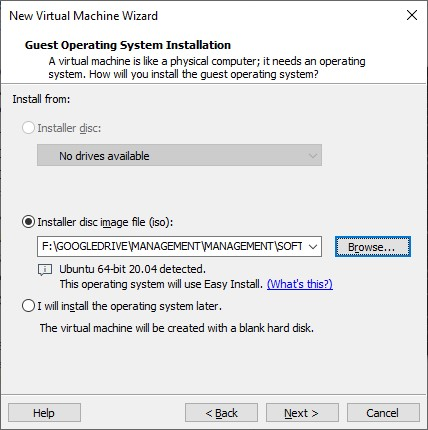 New Virtual Machine Wizard
Guest Operating System Installation
A virtual machine is like a physical computer; it needs an operating
system. How will you install the guest operating system?
Install from:
Installer disc:
No drives available
Installer disc image file (iso):
F:\GOOGLEDRIVE\MANAGEMENT\MANAGEMENT\SOFT
Browse...
Ubuntu 64-bit 20.04 detected.
This operating system will use Easy Install. (What's this?)
I will install the operating system later.
The virtual machine will be created with a blank hard disk.
Help
< Back
Next >
Cancel